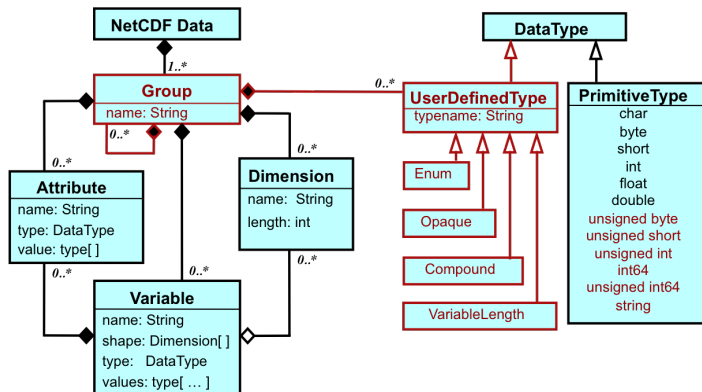 NetCDF Data
DataType
1..*
Group
name: String
0..*
0..*
UserDefinedType
typename: String
PrimitiveType
char
byte
short
int
float
double
unsigned byte
unsigned short
unsigned int
int64
unsigned int64
string
0..*
0..*
Attribute
name: String
type: DataType
value: type[ ]
Dimension
name: String
length: int
Enum
Opaque
Compound
VariableLength
0..*
0..*
0..*
Variable
name: String
shape: Dimension[ ]
type: DataType
values: type[ ... ]